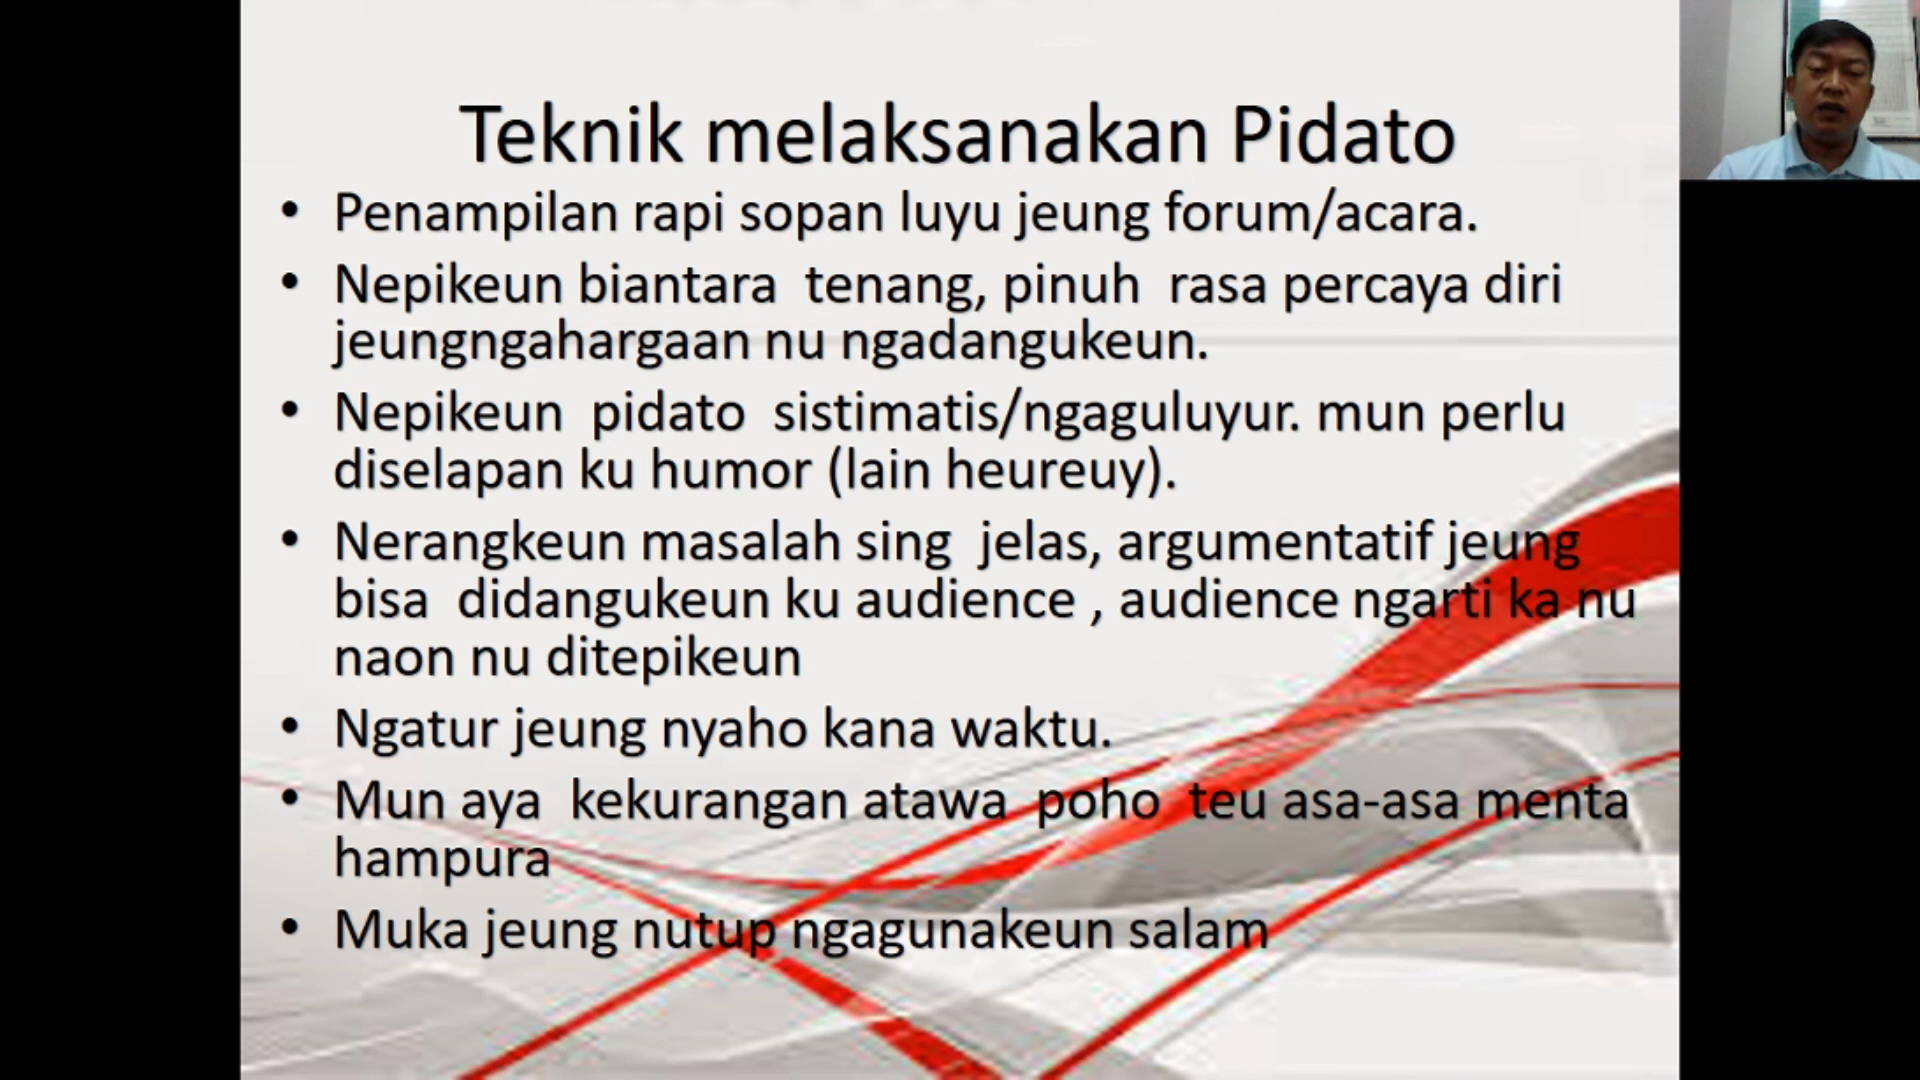 Teknik melaksanakan Pidato
• Penampilan rapi sopan luyu jeung forum/acara.
• Nepikeun biantara tenang, pinuh rasa percaya diri
jeungngahargaan nu ngadangukeun.
• Nepikeun pidato sistimatis/ngaguluyur. mun perlu
diselapan ku humor (lain heureuy).
• Nerangkeun masalah sing jelas, argumentatif jeung
bisa didangukeun ku audience , audience ngarti ka nu
naon nu ditepikeun
• Ngatur jeung nyaho kana waktu.
• Mun aya kekurangan atawa poho teu asa-asa menta
hampura
• Muka jeung nutup ngagunakeun salam